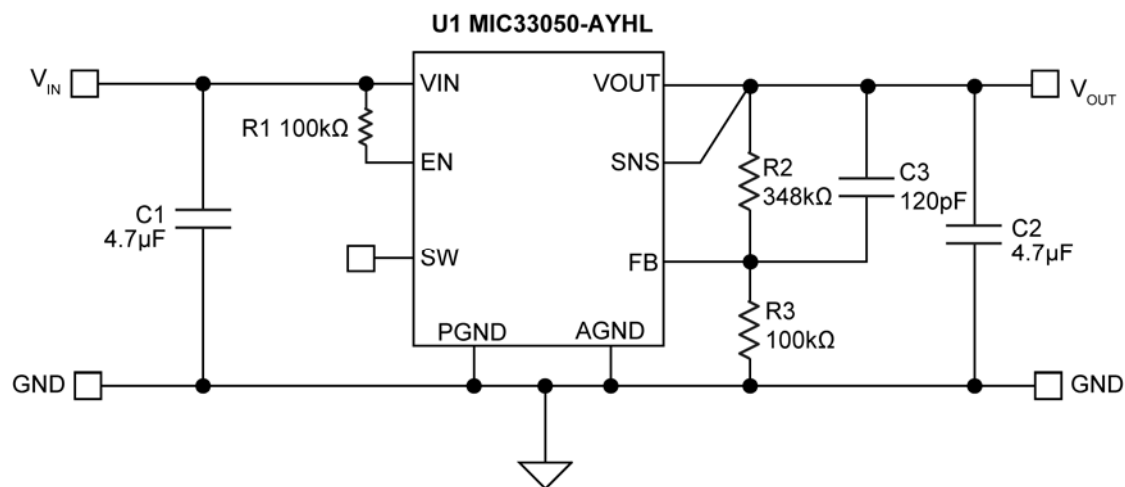 U1 MIC33050-AYHL
VIN
VIN
VOUT
VOUT
R1 100kΩ
EN
SNS
R2
348kΩ
C3
120pF
C1
4.7µF
C2
4.7µF
SW
FB
R3
100kΩ
PGND
AGND
GND
GND